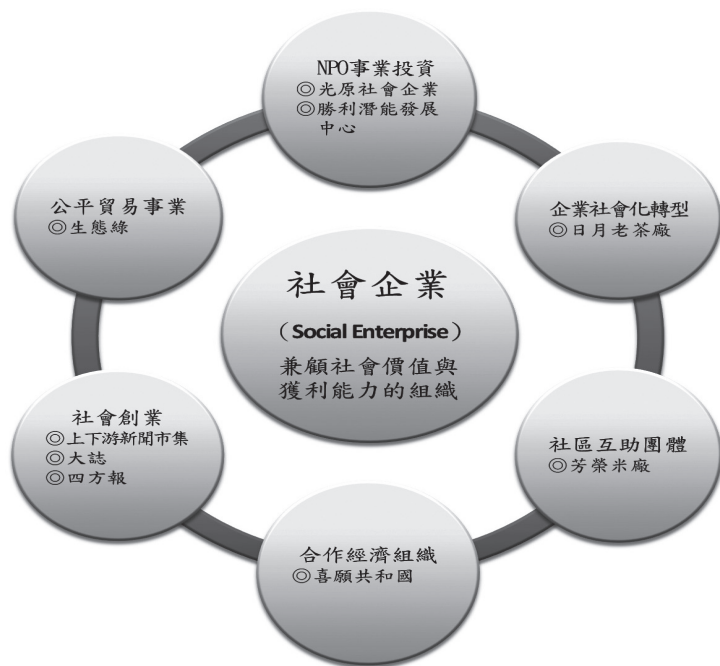 NPO事業投資
◎光原社會企業
◎勝利潛能發展
中心
企業社會化轉型
◎日月老茶廠
社區互助團體
◎芳榮米廠
合作經濟組織
◎喜願共和國
社會創業
◎上下游新聞市集
◎大誌
◎四方報
公平貿易事業
◎生態綠
社會企業
（Social Enterprise）
兼顧社會價值與
獲利能力的組織